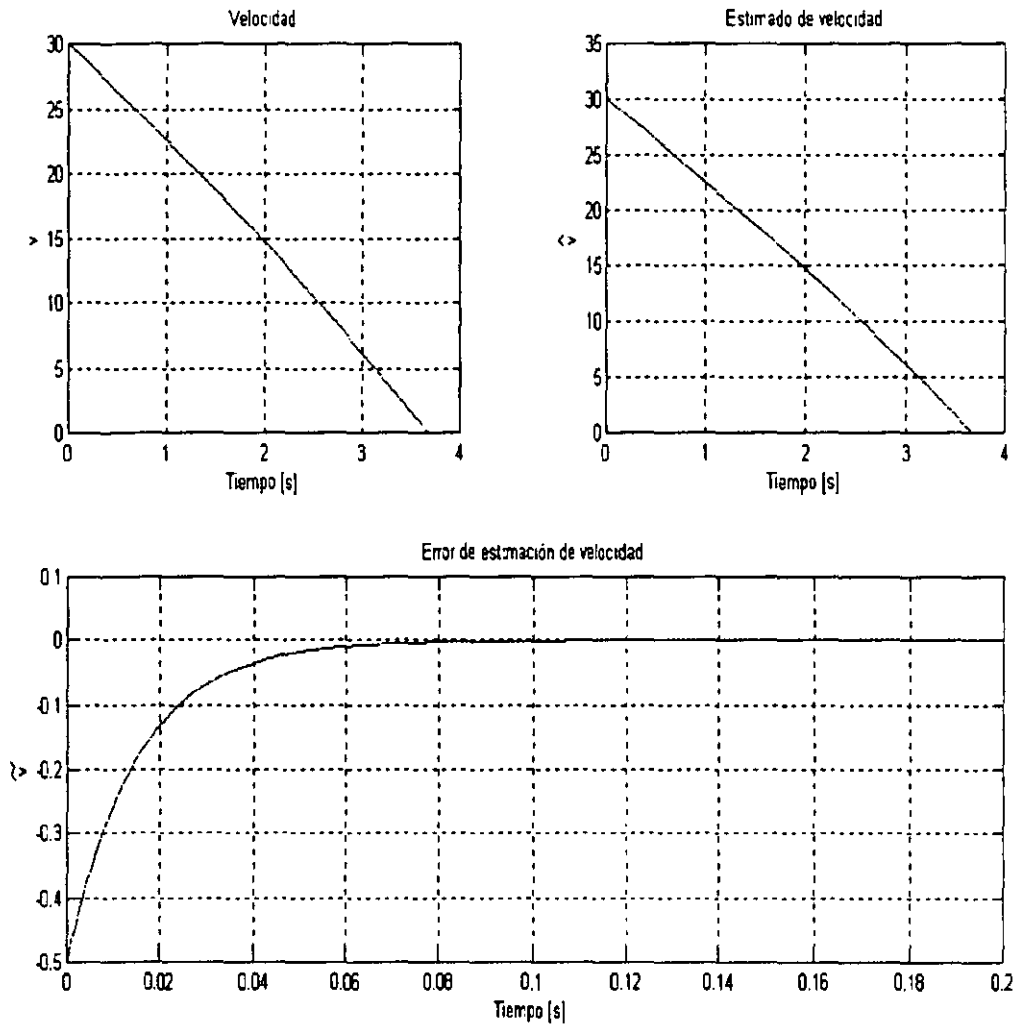 Velocidad
30
25
20
15
10
5
0
v
0 1 2 3 4
Tiempo [s]
Estimado de velocidad
35
30
25
20
15
10
5
0
v̂
0 1 2 3 4
Tiempo [s]
Error de estimación de velocidad
0.1
0
-0.1
-0.2
-0.3
-0.4
-0.5
ṽ
0 0.02 0.04 0.06 0.08 0.1 0.12 0.14 0.16 0.18 0.2
Tiempo [s]